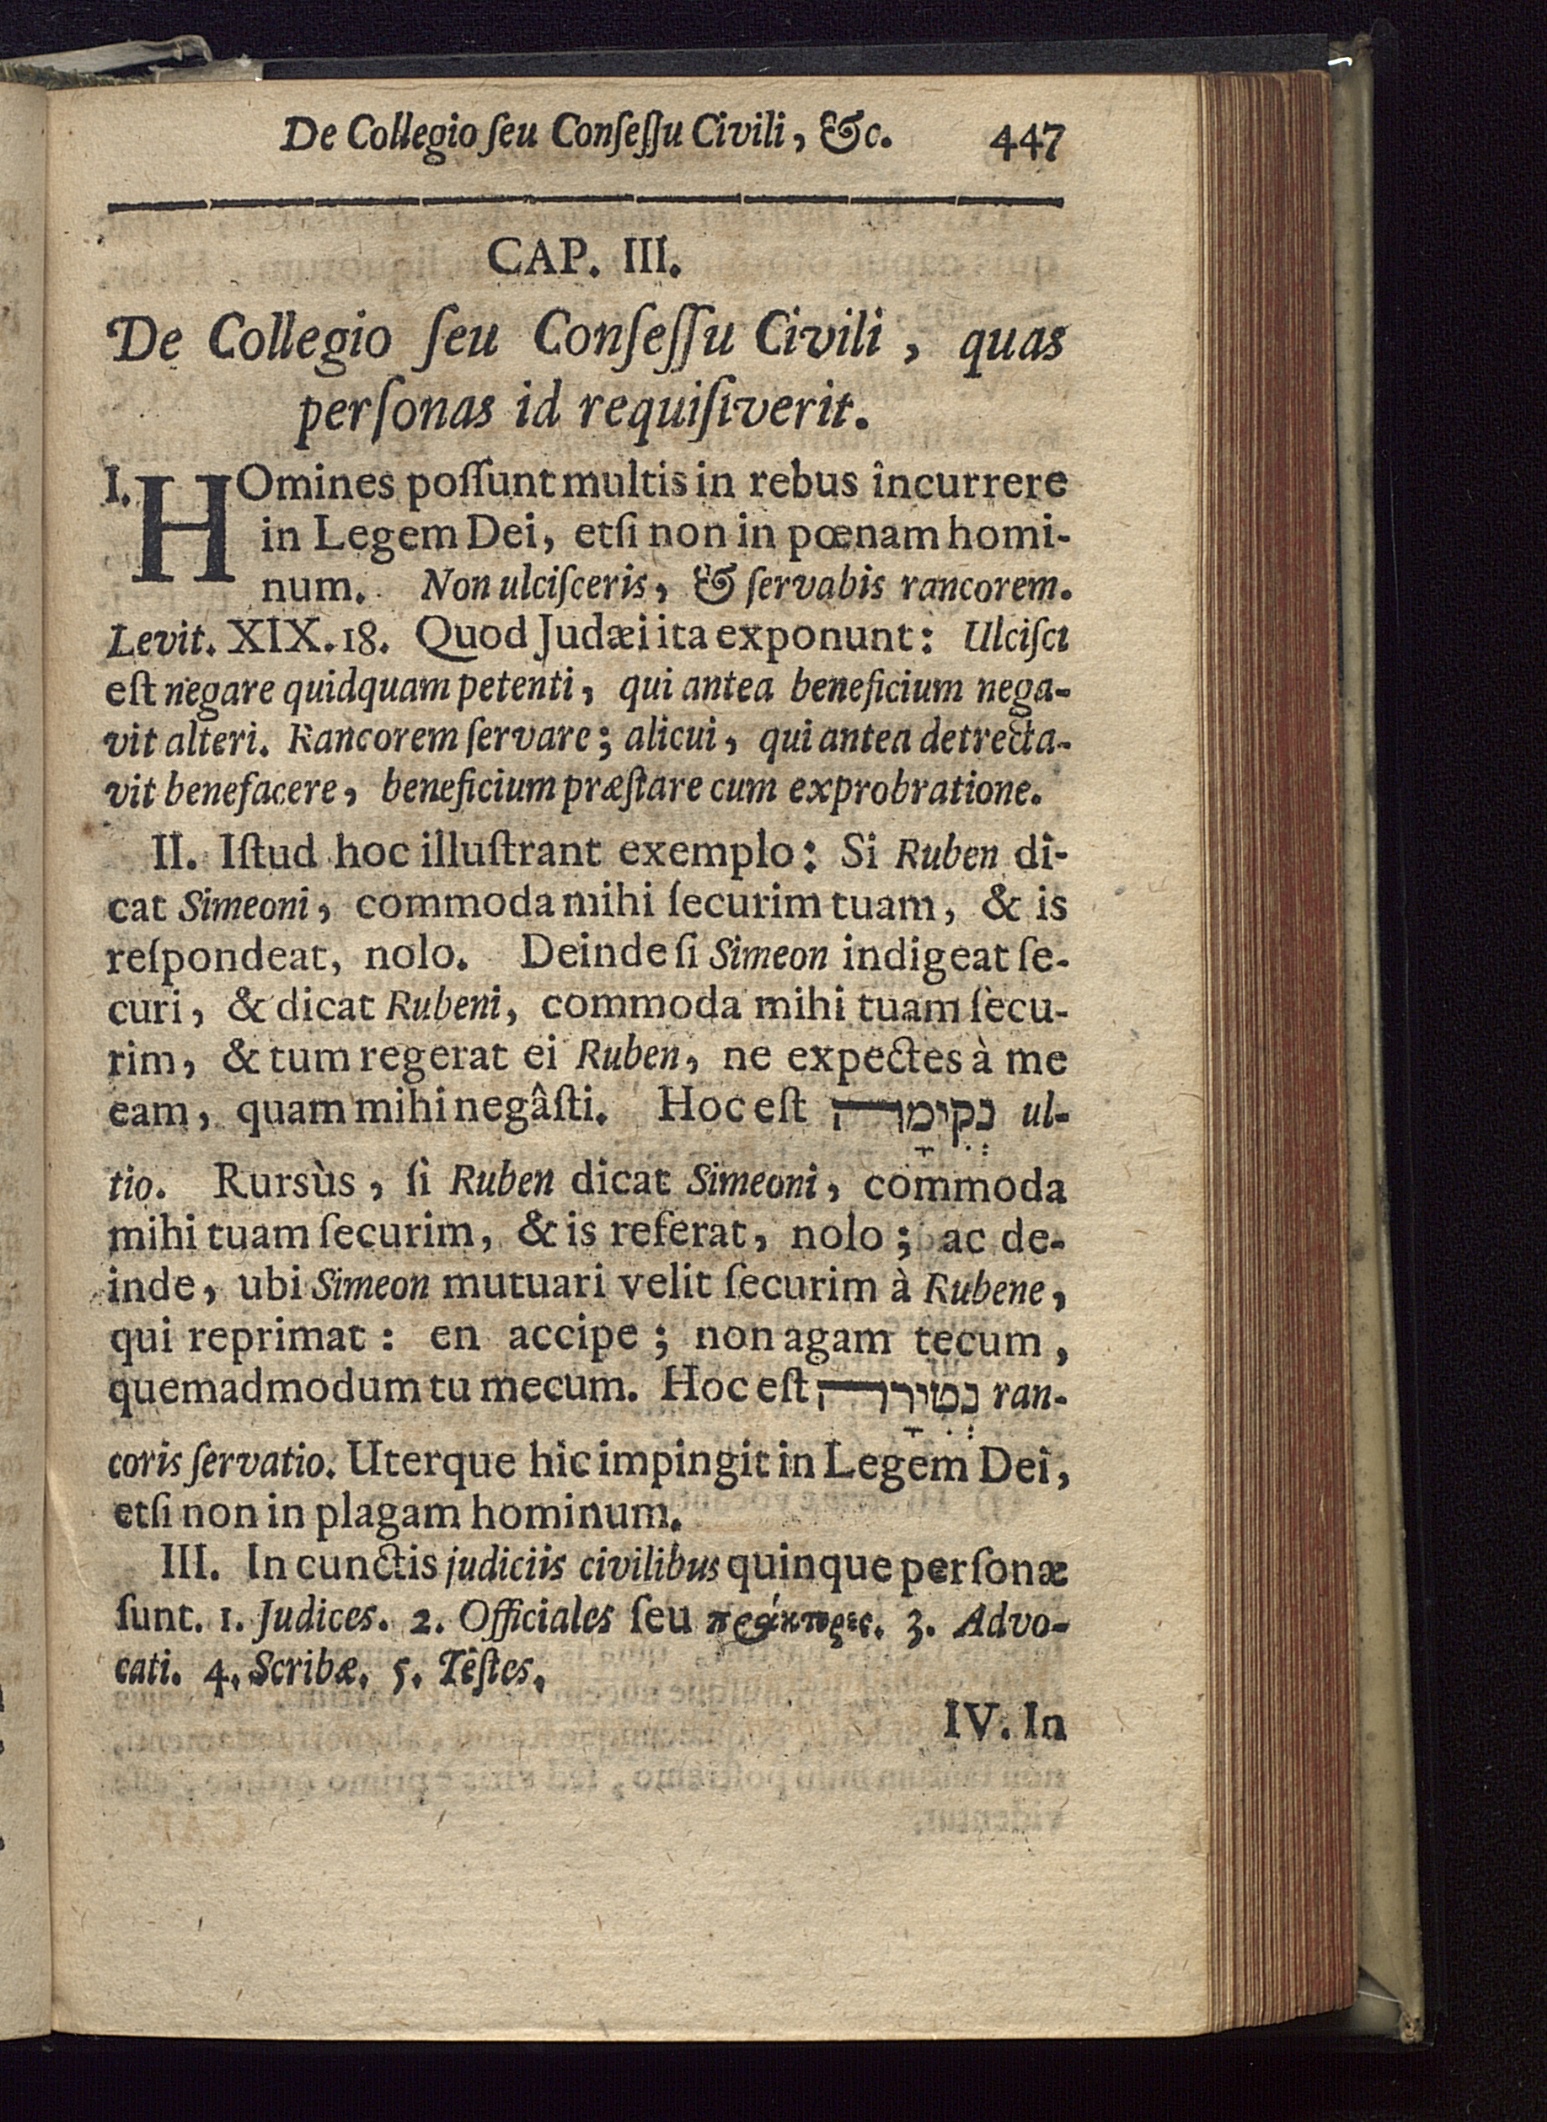 De Collegio ſeu Conſeſſu Civili, &c. 447
CAP. III.
De Collegio ſeu Conſeſſu Civili, quas
perſonas id requiſiverit.
I. HOmines poſſunt multis in rebus incurrere
in Legem Dei, etſi non in pœnam homi-
num. Non ulciſceris, & ſervabis rancorem.
Levit. XIX. 18. Quod Judæi ita exponunt: Ulciſci
eſt negare quidquam petenti, qui antea beneficium nega-
vit alteri. Rancorem ſervare; alicui, qui antea detrecta-
vit benefacere, beneficium præſtare cum exprobratione.
II. Iſtud hoc illuſtrant exemplo: Si Ruben di-
cat Simeoni, commoda mihi ſecurim tuam, & is
reſpondeat, nolo. Deinde ſi Simeon indigeat ſe-
curi, & dicat Rubeni, commoda mihi tuam ſecu-
rim, & tum regerat ei Ruben, ne expectes à me
eam, quam mihi negâſti. Hoc eſt נְקִימָה ul-
tio. Rursùs, ſi Ruben dicat Simeoni, commoda
mihi tuam ſecurim, & is referat, nolo; ac de-
inde, ubi Simeon mutuari velit ſecurim à Rubene,
qui reprimat: en accipe; non agam tecum,
quemadmodum tu mecum. Hoc eſt נְטִירָה ran-
coris ſervatio. Uterque hic impingit in Legem Dei,
etſi non in plagam hominum.
III. In cunctis judiciis civilibus quinque perſonæ
ſunt. 1. Judices. 2. Officiales ſeu πράκτορες. 3. Advo-
cati. 4. Scribæ. 5. Teſtes.
IV. In